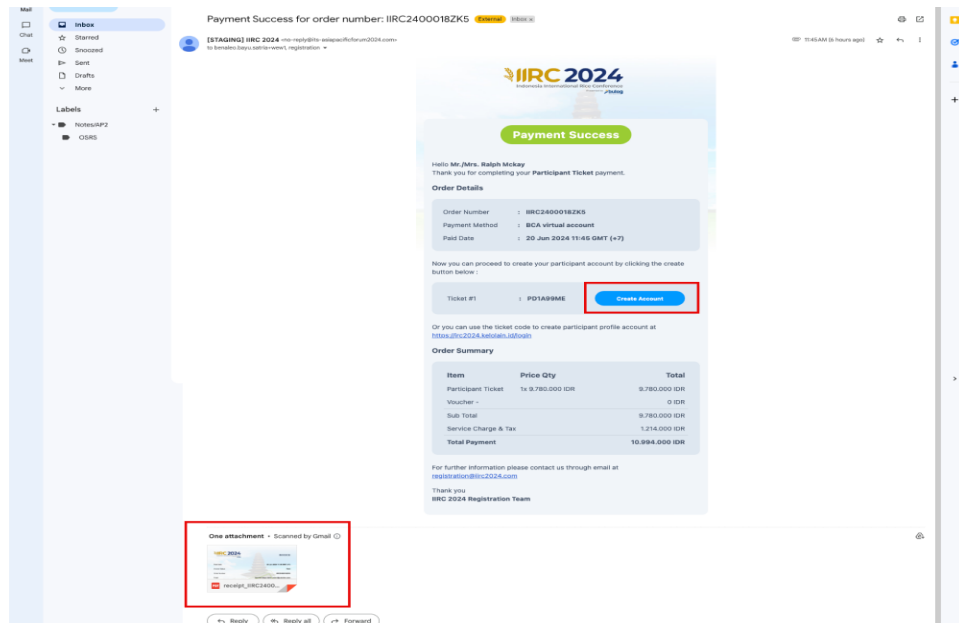 Mail
Chat
Meet
Inbox
Starred
Snoozed
Sent
Drafts
More
Labels +
Notes/AP2
OSRS
Payment Success for order number: IIRC2400018ZK5 External Inbox x
[STAGING] IIRC 2024 <no-reply@ihs-asiapacificforum2024.com>
11:45 AM (6 hours ago)
IIRC 2024
Indonesia International Rice Conference
Bulog
Payment Success
Hello Mr./Mrs. Ralph Mckay
Thank you for completing your Participant Ticket payment.
Order Details
Order Number : IIRC2400018ZK5
Payment Method : BCA virtual account
Paid Date : 20 Jun 2024 11:45 GMT (+7)
Now you can proceed to create your participant account by clicking the create
button below :
Ticket #1 : PD1A99ME Create Account
Or you can use the ticket code to create participant profile account at
https://irc2024.kelolain.id/login
Order Summary
Item Price Qty Total
Participant Ticket 1x 9.780.000 IDR 9.780.000 IDR
Voucher - 0 IDR
Sub Total 9.780.000 IDR
Service Charge & Tax 1.214.000 IDR
Total Payment 10.994.000 IDR
For further information please contact us through email at
registration@iirc2024.com
Thank you
IIRC 2024 Registration Team
One attachment • Scanned by Gmail
IIRC 2024
PDF receipt_IIRC2400...
Reply Reply all Forward